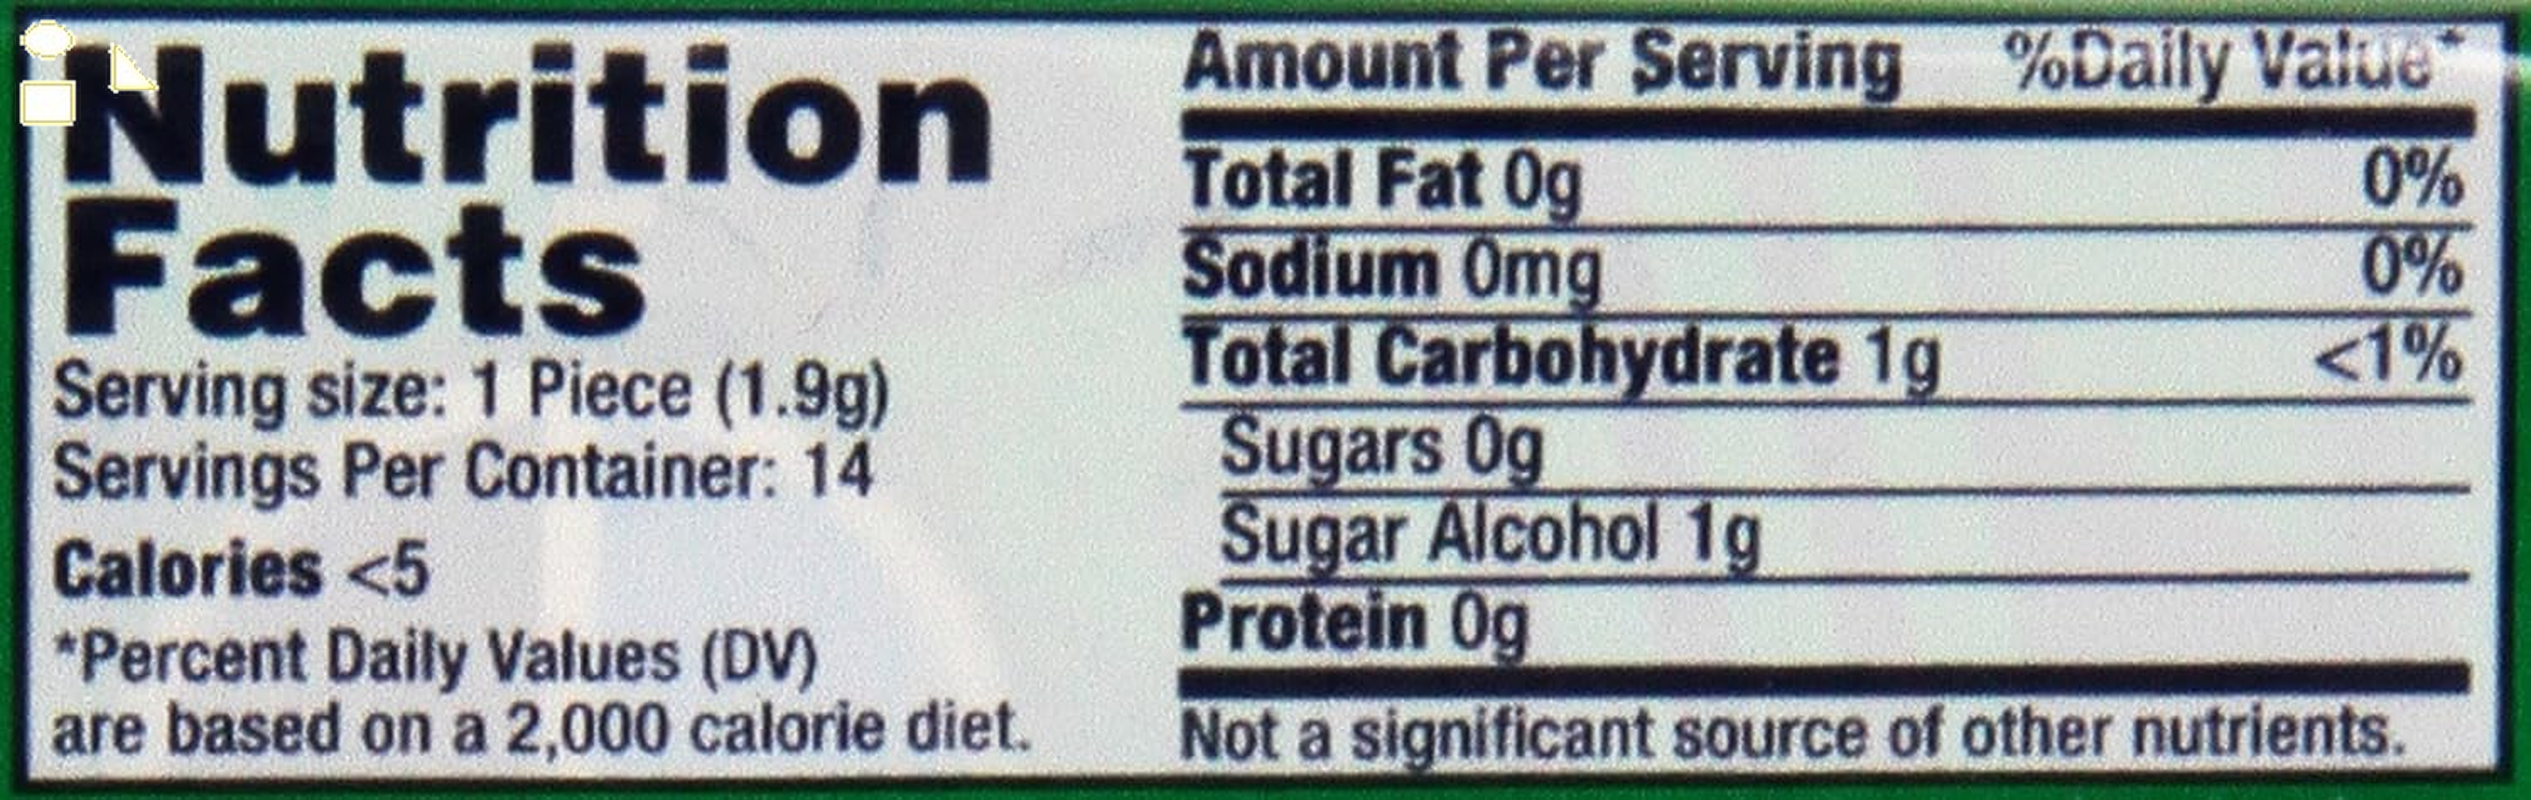 Nutrition
Facts
Serving size: 1 Piece (1.9g)
Servings Per Container: 14
Calories <5
*Percent Daily Values (DV)
are based on a 2,000 calorie diet.
Amount Per Serving %Daily Value*
Total Fat 0g 0%
Sodium 0mg 0%
Total Carbohydrate 1g <1%
Sugars 0g
Sugar Alcohol 1g
Protein 0g
Not a significant source of other nutrients.